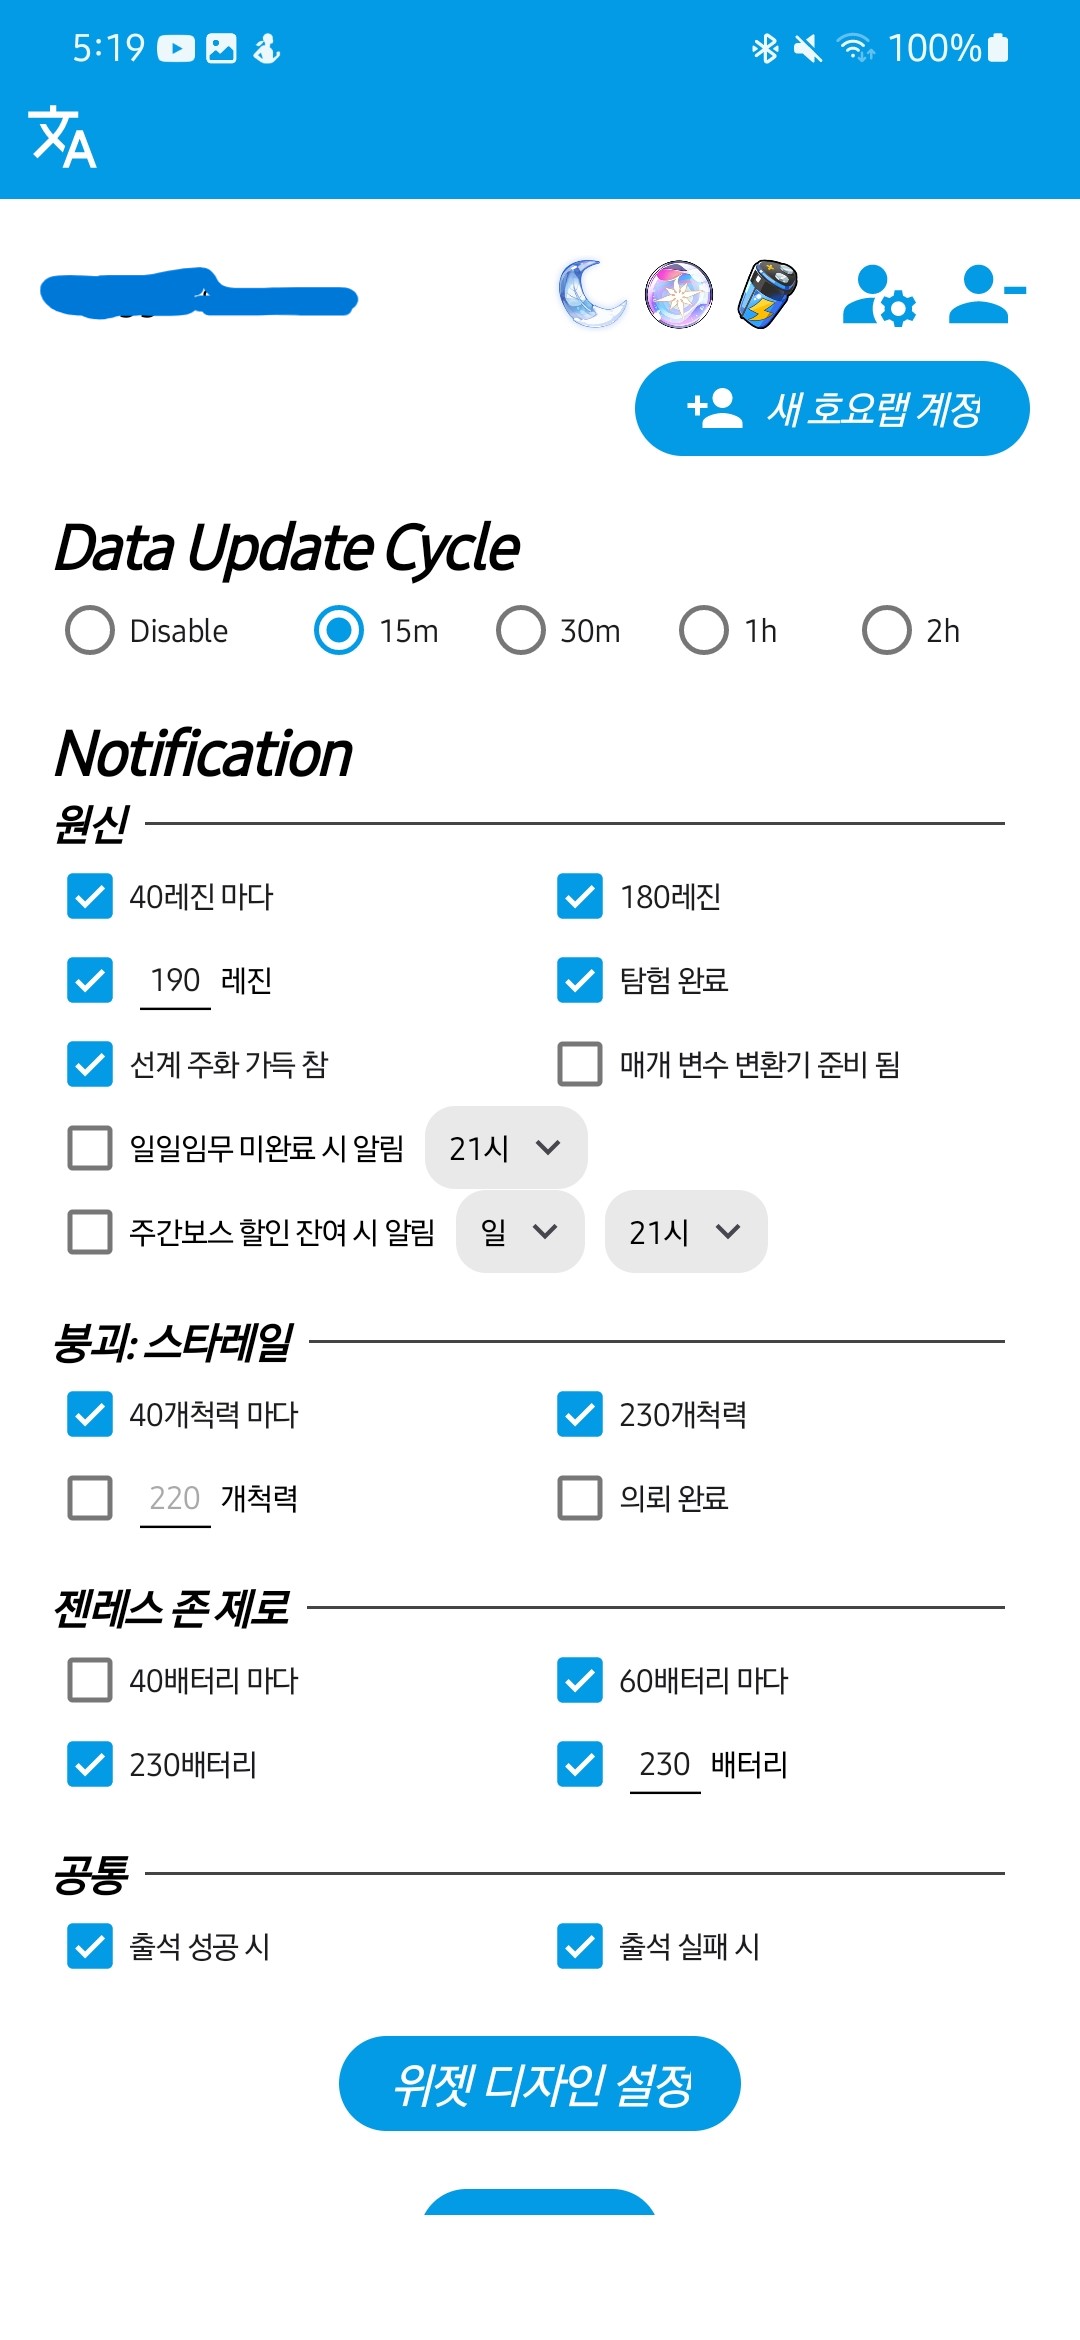 5:19 100%
새 호요랩 계정
Data Update Cycle
Disable 15m 30m 1h 2h
Notification
원신
40레진 마다 180레진
190 레진 탐험 완료
선계 주화 가득 참 매개 변수 변환기 준비 됨
일일임무 미완료 시 알림 21시
주간보스 할인 잔여 시 알림 일 21시
붕괴: 스타레일
40개척력 마다 230개척력
220 개척력 의뢰 완료
젠레스 존 제로
40배터리 마다 60배터리 마다
230배터리 230 배터리
공통
출석 성공 시 출석 실패 시
위젯 디자인 설정